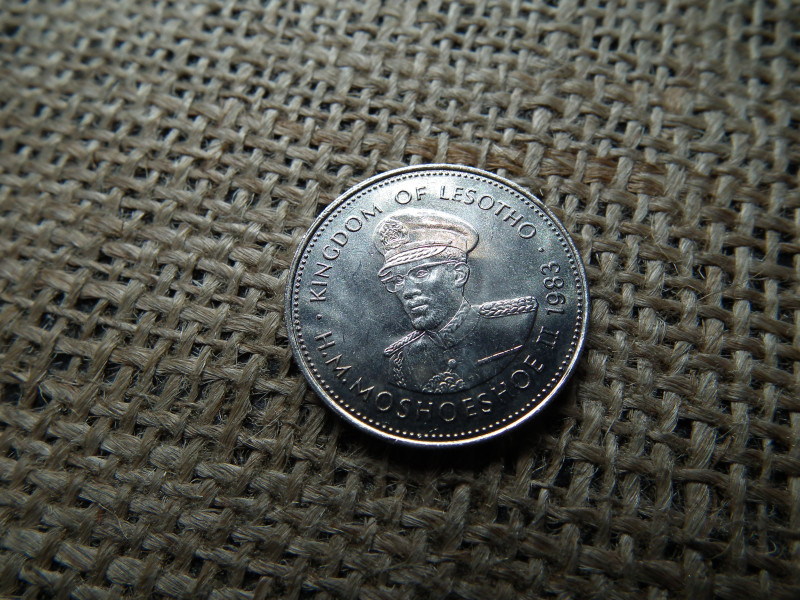 · KINGDOM OF LESOTHO ·
H.M. MOSHOESHOE II 1983